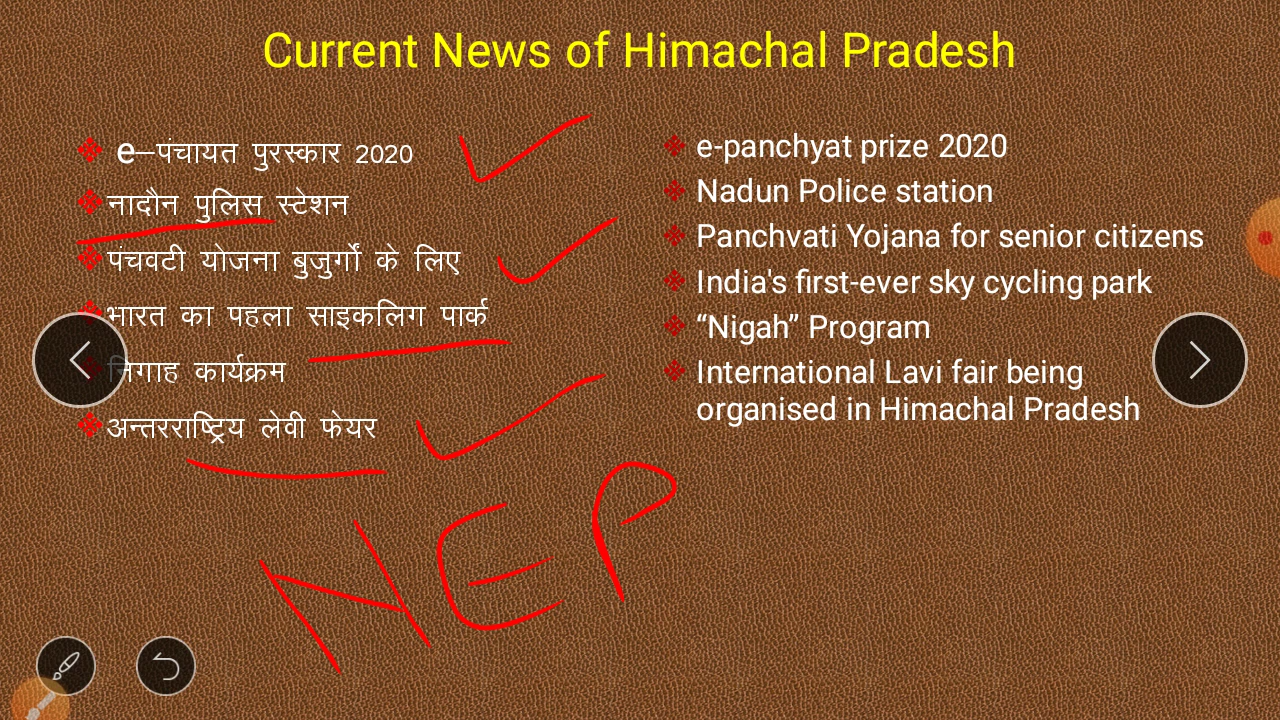 Current News of Himachal Pradesh
e–पंचायत पुरस्कार 2020
नादौन पुलिस स्टेशन
पंचवटी योजना बुजुर्गों के लिए
भारत का पहला साइकलिग पार्क
निगाह कार्यक्रम
अन्तरराष्ट्रिय लेवी फेयर
e-panchyat prize 2020
Nadun Police station
Panchvati Yojana for senior citizens
India's first-ever sky cycling park
“Nigah” Program
International Lavi fair being
organised in Himachal Pradesh
NEP